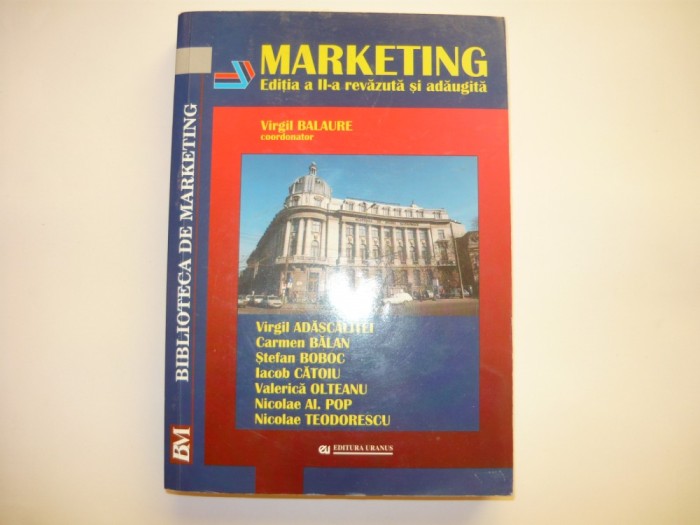 MARKETING
Ediția a II-a revăzută și adăugită
Virgil BALAURE
coordonator
Virgil ADĂSCĂLIȚEI
Carmen BĂLAN
Ștefan BOBOC
Iacob CĂTOIU
Valerică OLTEANU
Nicolae Al. POP
Nicolae TEODORESCU
eu EDITURA URANUS
BIBLIOTECA DE MARKETING
BM